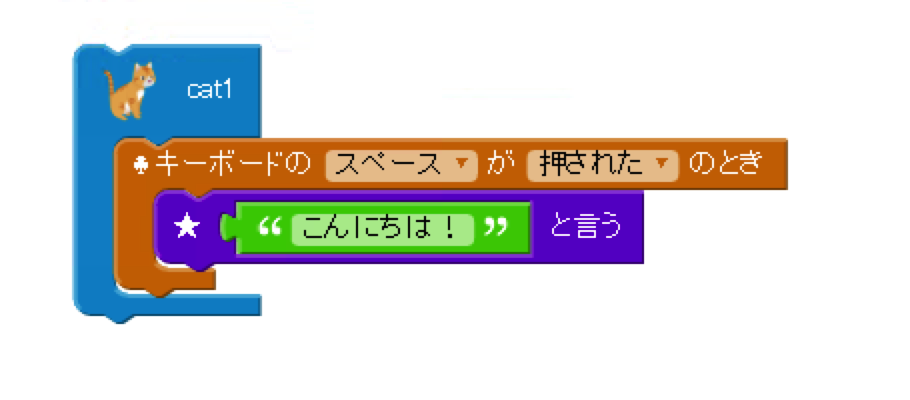 cat1
キーボードの スペース が 押された のとき
“ こんにちは！ ” と言う